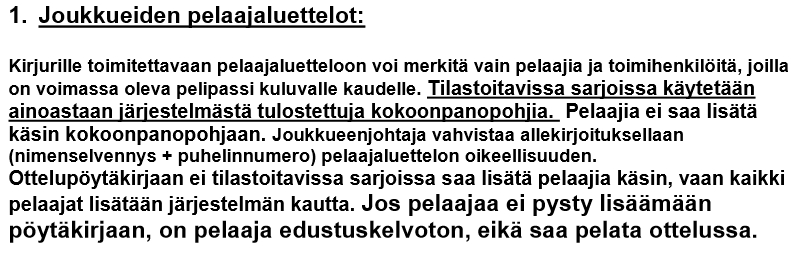 1. Joukkueiden pelaajaluettelot:
Kirjurille toimitettavaan pelaajaluetteloon voi merkitä vain pelaajia ja toimihenkilöitä, joilla
on voimassa oleva pelipassi kuluvalle kaudelle. Tilastoitavissa sarjoissa käytetään
ainoastaan järjestelmästä tulostettuja kokoonpanopohjia. Pelaajia ei saa lisätä
käsin kokoonpanopohjaan. Joukkueenjohtaja vahvistaa allekirjoituksellaan
(nimenselvennys + puhelinnumero) pelaajaluettelon oikeellisuuden.
Ottelupöytäkirjaan ei tilastoitavissa sarjoissa saa lisätä pelaajia käsin, vaan kaikki
pelaajat lisätään järjestelmän kautta. Jos pelaajaa ei pysty lisäämään
pöytäkirjaan, on pelaaja edustuskelvoton, eikä saa pelata ottelussa.